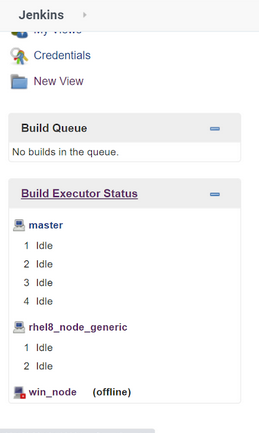 Jenkins
My Views
Credentials
New View
Build Queue
No builds in the queue.
Build Executor Status
master
1 Idle
2 Idle
3 Idle
4 Idle
rhel8_node_generic
1 Idle
2 Idle
win_node (offline)